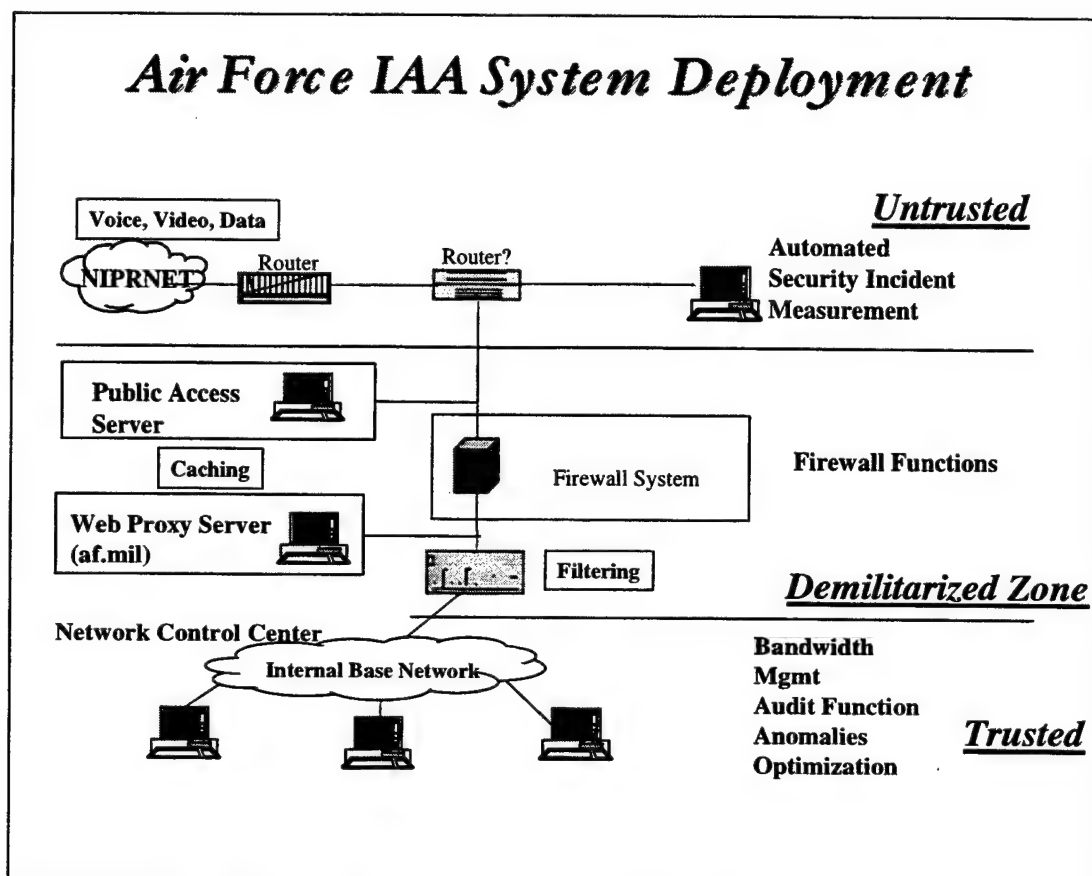 Air Force IAA System Deployment
Untrusted
Voice, Video, Data
NIPRNET
Router
Router?
Automated
Security Incident
Measurement
Public Access
Server
Caching
Firewall System
Firewall Functions
Web Proxy Server
(af.mil)
Filtering
Demilitarized Zone
Network Control Center
Internal Base Network
Bandwidth
Mgmt
Audit Function
Anomalies
Optimization
Trusted